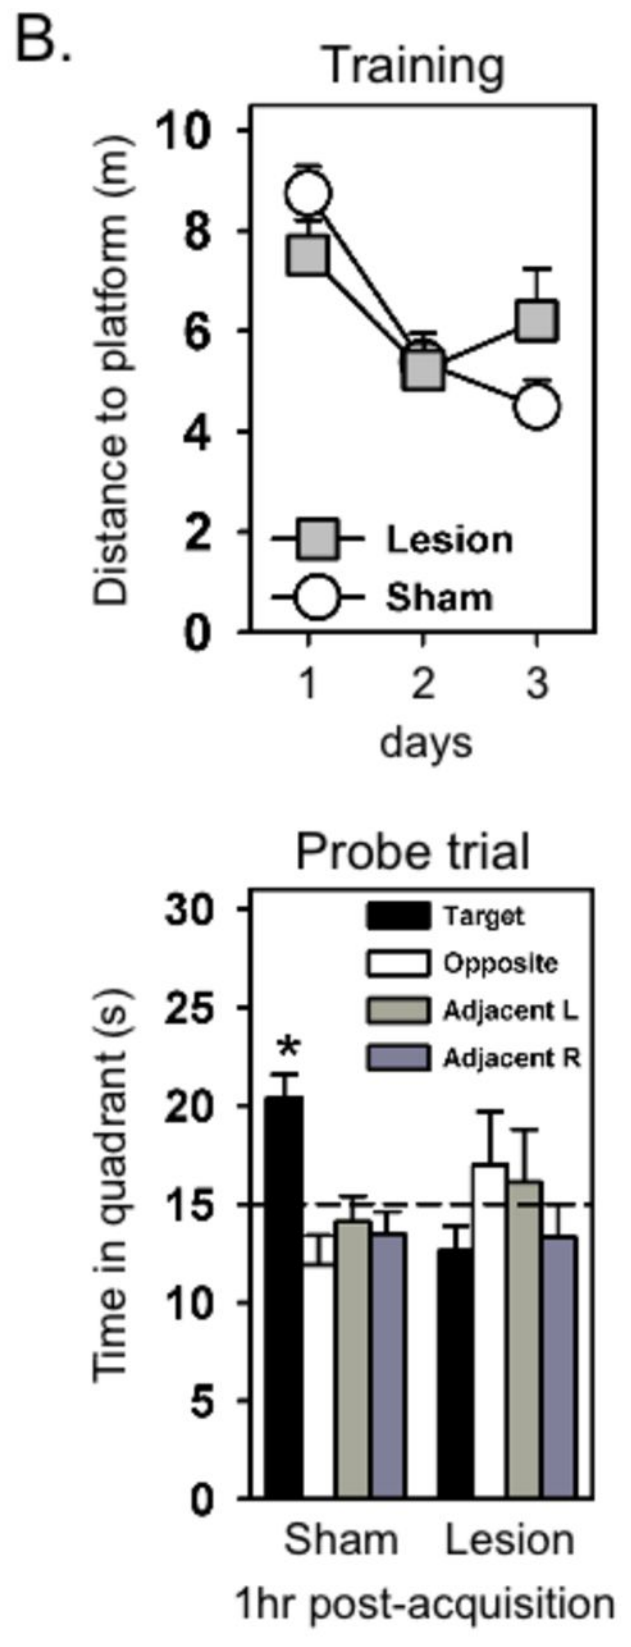 B.
Training
Distance to platform (m)
10
8
6
4
2
0
Lesion
Sham
1 2 3
days
Probe trial
Time in quadrant (s)
30
25
20
15
10
5
0
Target
Opposite
Adjacent L
Adjacent R
*
Sham Lesion
1hr post-acquisition